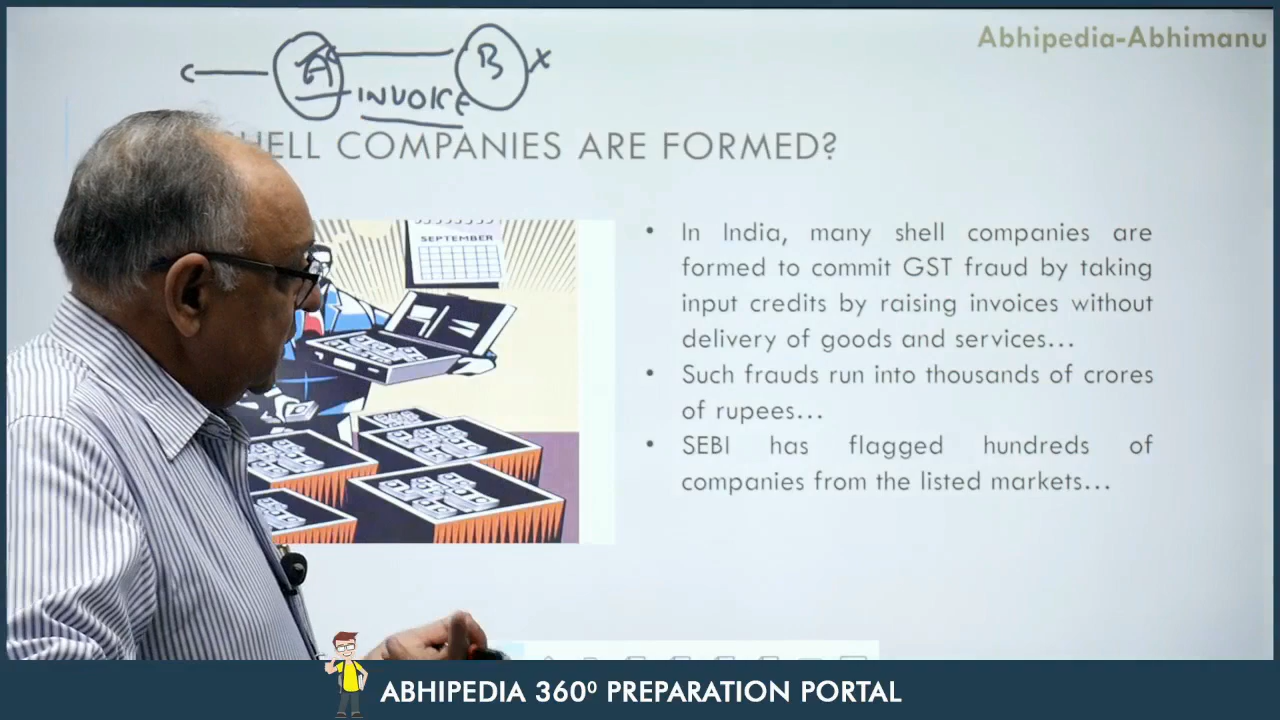 Abhipedia-Abhimanu
A B x
c INVOICE
SHELL COMPANIES ARE FORMED?
SEPTEMBER
• In India, many shell companies are
formed to commit GST fraud by taking
input credits by raising invoices without
delivery of goods and services...
• Such frauds run into thousands of crores
of rupees...
• SEBI has flagged hundreds of
companies from the listed markets...
ABHIPEDIA 360⁰ PREPARATION PORTAL